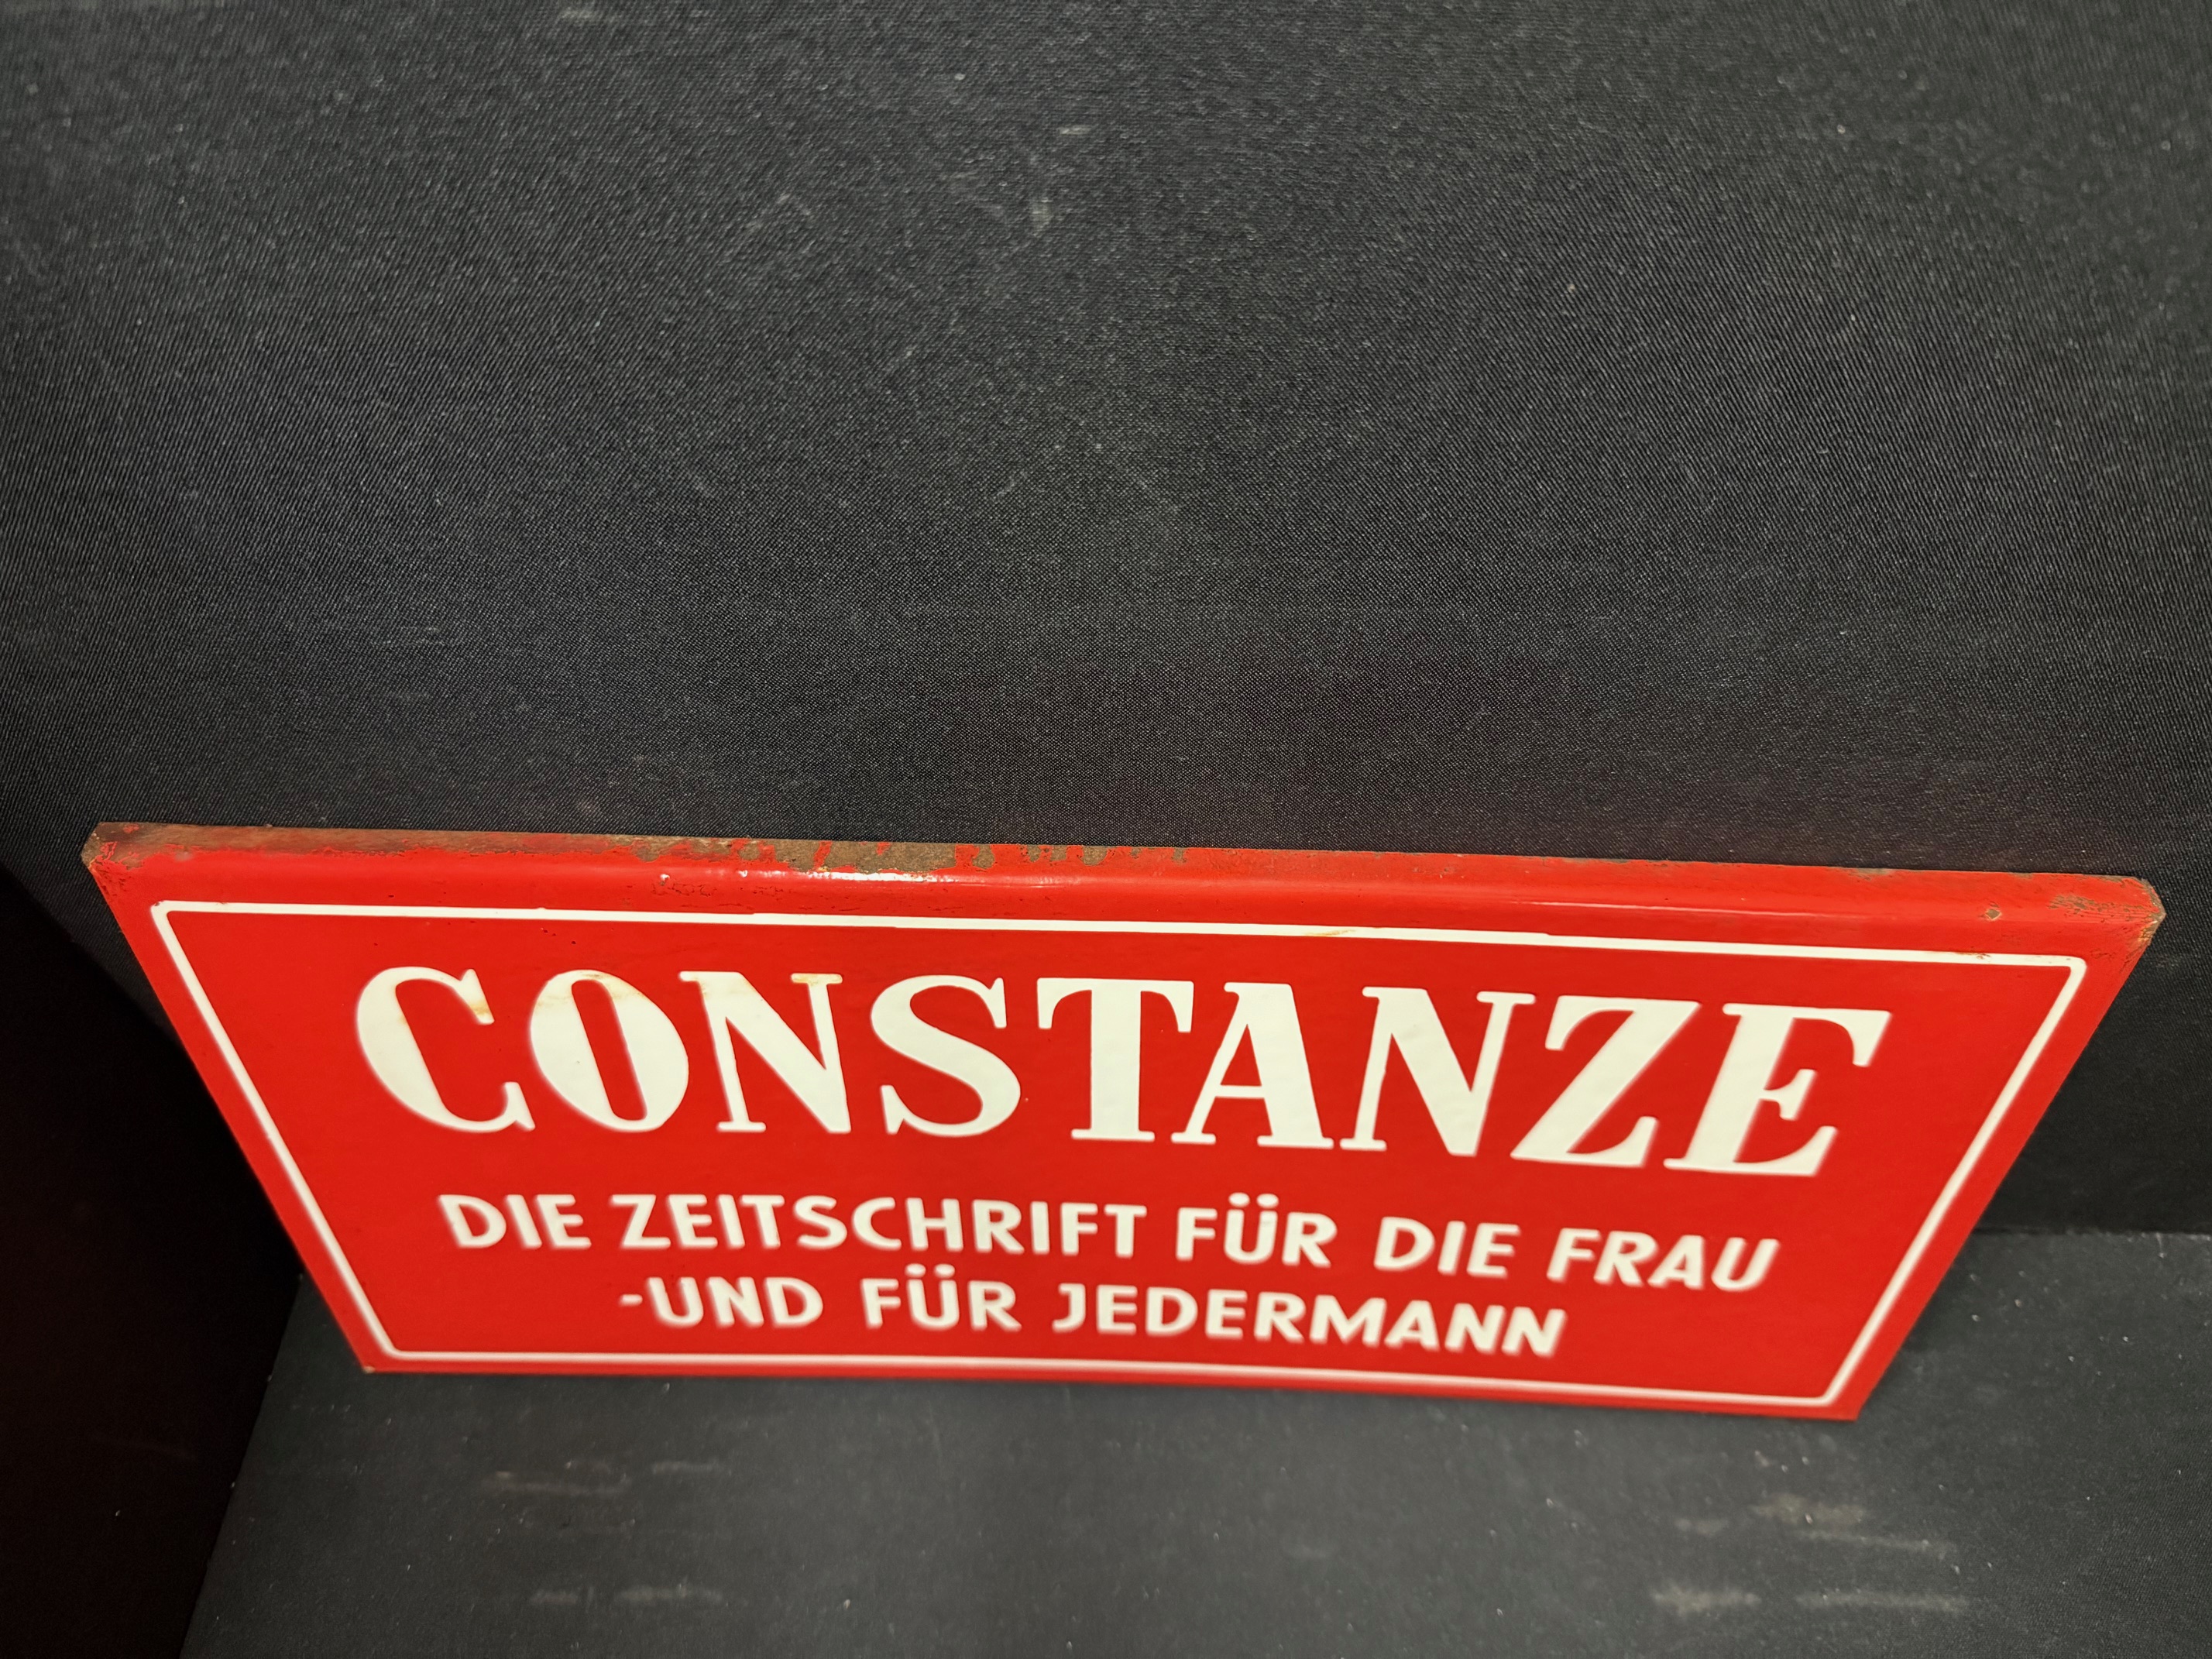 CONSTANZE
DIE ZEITSCHRIFT FÜR DIE FRAU
-UND FÜR JEDERMANN